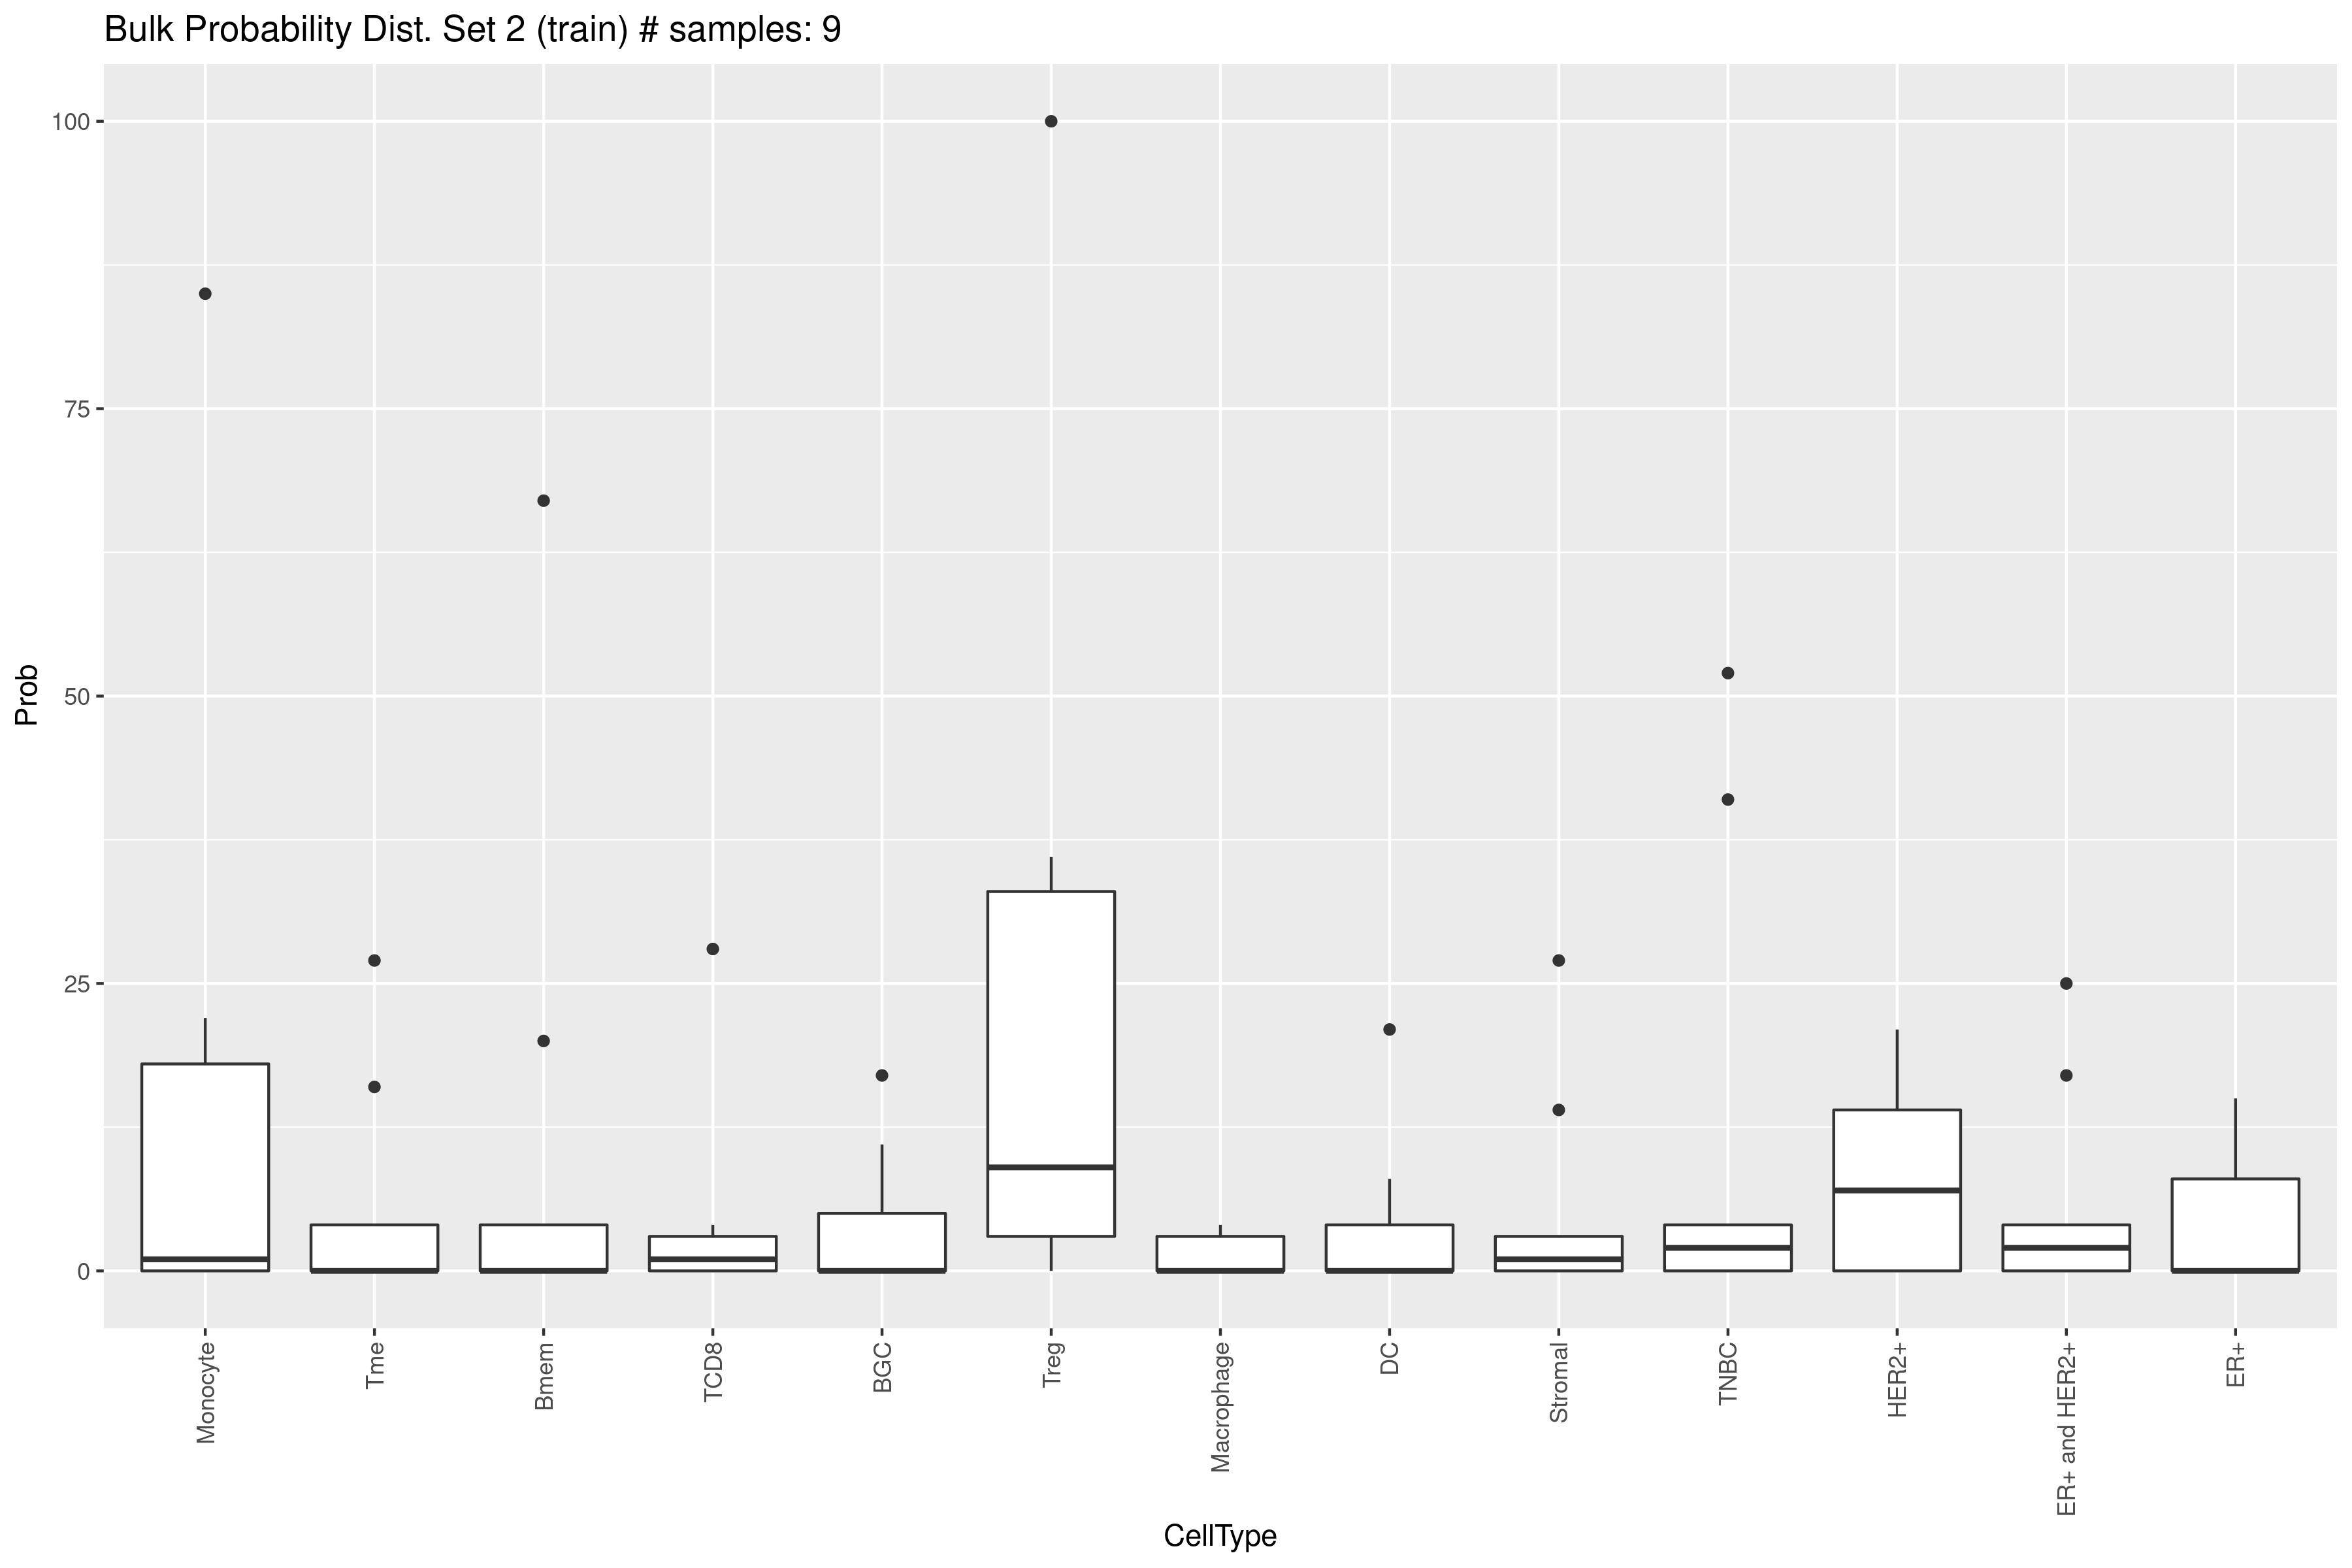 Bulk Probability Dist. Set 2 (train) # samples: 9
100
75
50
25
0
Prob
Monocyte
Tme
Bmem
TCD8
BGC
Treg
Macrophage
DC
Stromal
TNBC
HER2+
ER+ and HER2+
ER+
CellType